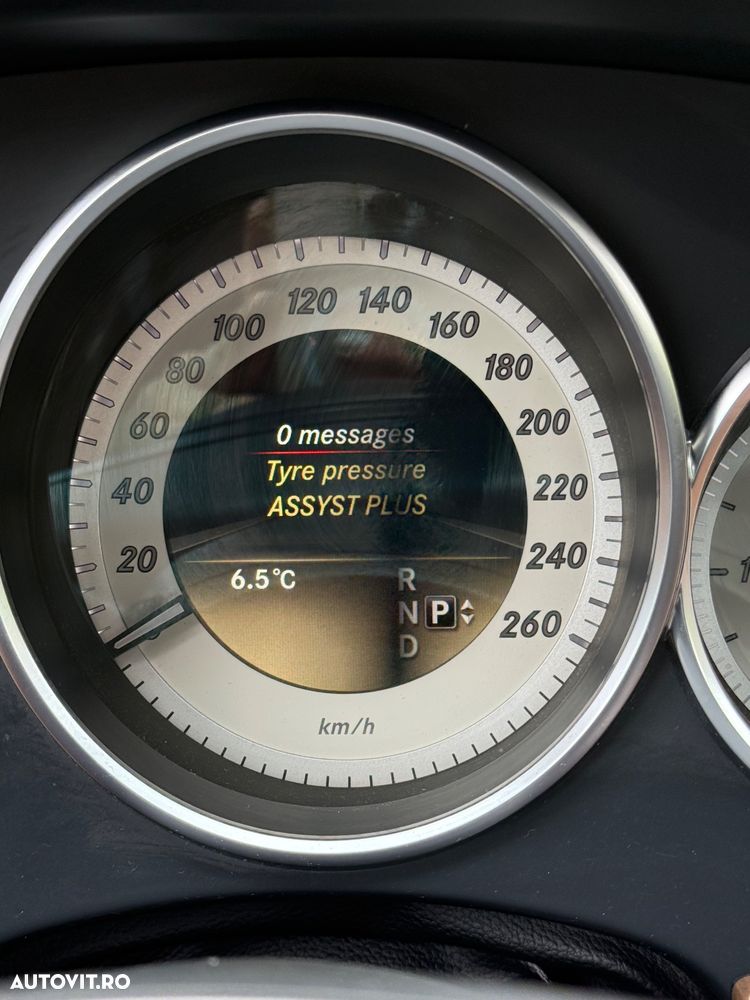 20
40
60
80
100
120
140
160
180
200
220
240
260
0 messages
Tyre pressure
ASSYST PLUS
6.5°C
R
N P
D
km/h
AUTOVIT.RO